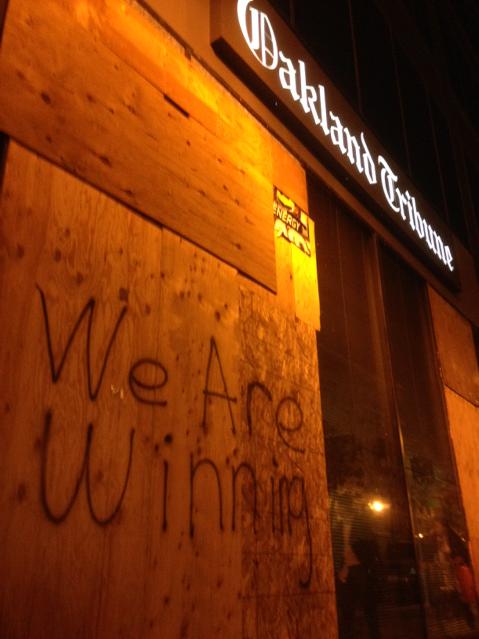 Oakland Tribune
ENERGY
We Are
Winning